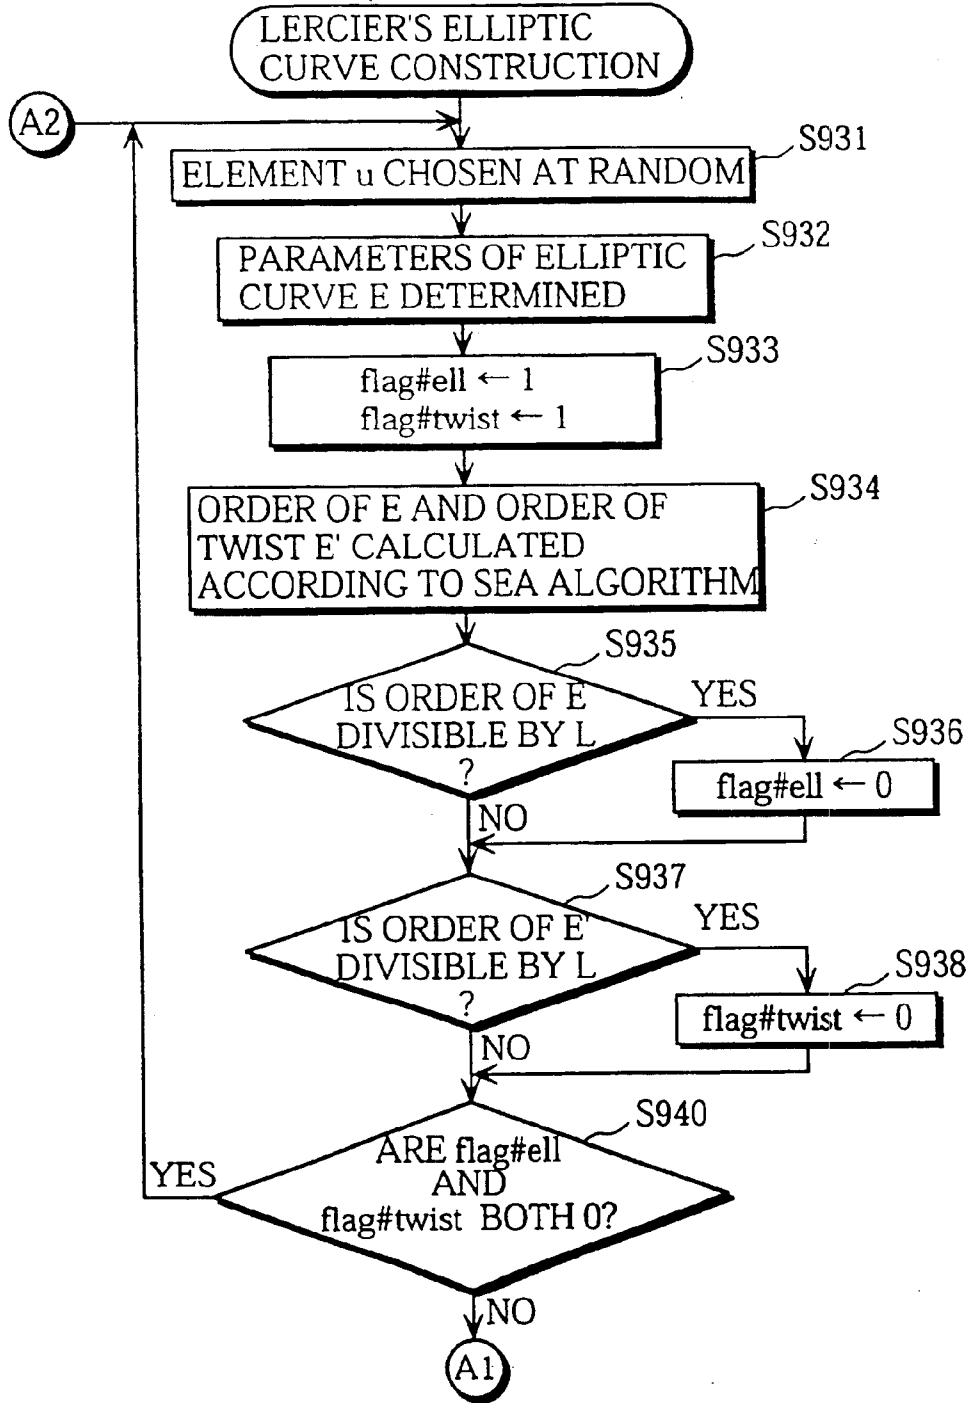 LERCIER'S ELLIPTIC
CURVE CONSTRUCTION
A2
S931
ELEMENT u CHOSEN AT RANDOM
S932
PARAMETERS OF ELLIPTIC
CURVE E DETERMINED
S933
flag#ell ← 1
flag#twist ← 1
S934
ORDER OF E AND ORDER OF
TWIST E' CALCULATED
ACCORDING TO SEA ALGORITHM
S935
IS ORDER OF E
DIVISIBLE BY L
?
YES
S936
flag#ell ← 0
NO
S937
IS ORDER OF E'
DIVISIBLE BY L
?
YES
S938
flag#twist ← 0
NO
S940
ARE flag#ell
AND
flag#twist BOTH 0?
YES
NO
A1